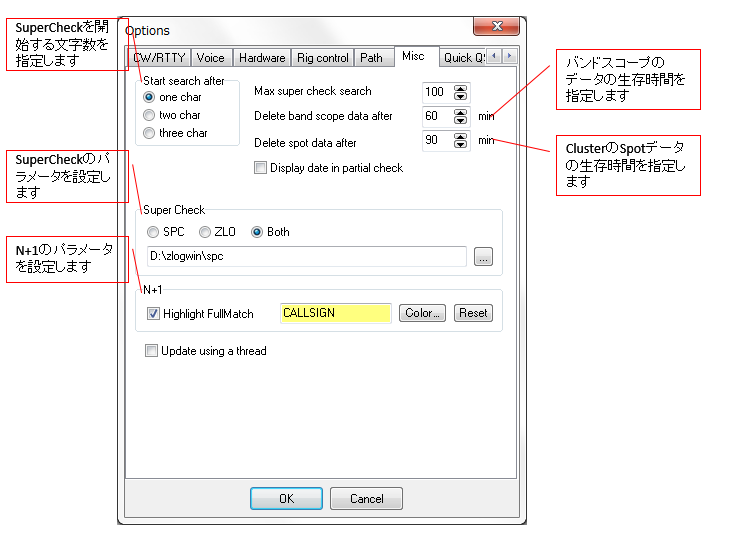 SuperCheckを開
始する文字数を
指定します
SuperCheckのパ
ラメータを設定し
ます
N+1のパラメータ
を設定します
Options
CW/RTTY Voice Hardware Rig control Path Misc Quick QS
Start search after
one char
two char
three char
Max super check search 100
Delete band scope data after 60 min
Delete spot data after 90 min
Display date in partial check
Super Check
SPC ZLO Both
D:\zlogwin\spc ...
N+1
Highlight FullMatch CALLSIGN Color... Reset
Update using a thread
OK Cancel
バンドスコープの
データの生存時間を
指定します
ClusterのSpotデータ
の生存時間を指定し
ます